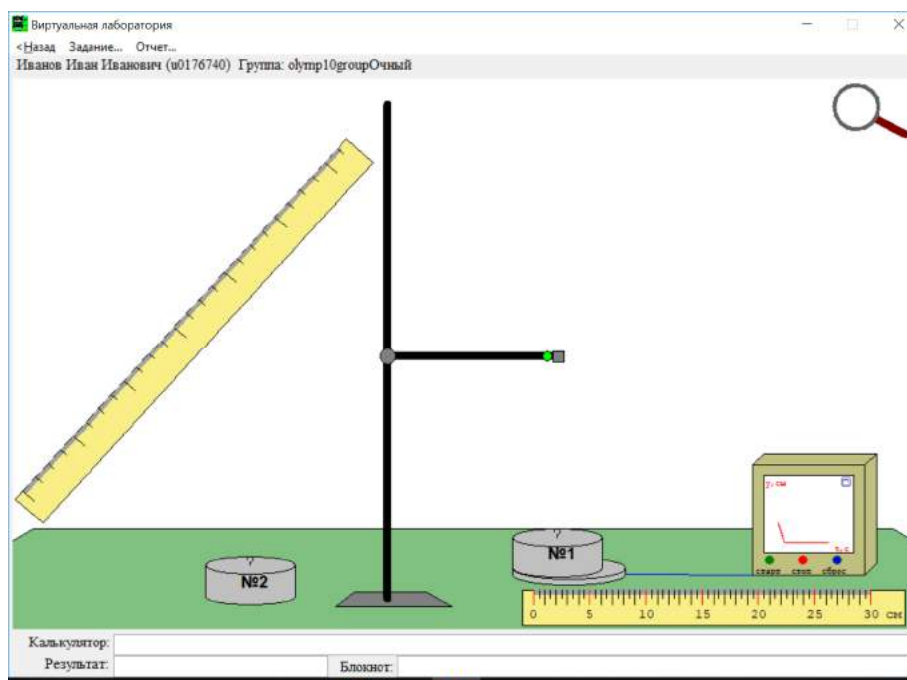 Виртуальная лаборатория
<Назад Задание... Отчет...
Иванов Иван Иванович (u0176740) Группа: olymp10groupОчный
y, см
t, с
старт стоп сброс
№1
№2
0 5 10 15 20 25 30 см
Калькулятор:
Результат: Блокнот: